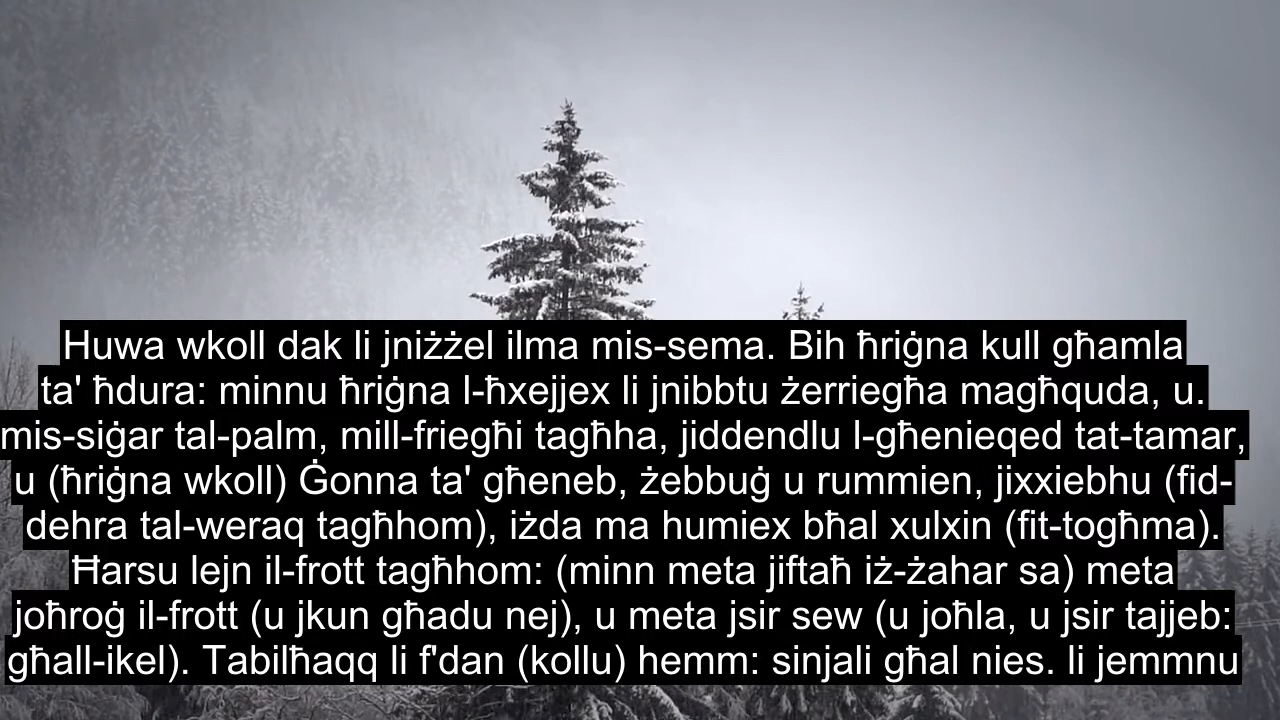 Huwa wkoll dak li jniżżel ilma mis-sema. Bih ħriġna kull għamla
ta' ħdura: minnu ħriġna l-ħxejjex li jnibbtu żerriegħa magħquda, u.
mis-siġar tal-palm, mill-friegħi tagħha, jiddendlu l-għenieqed tat-tamar,
u (ħriġna wkoll) Ġonna ta' għeneb, żebbuġ u rummien, jixxiebhu (fid-
dehra tal-weraq tagħhom), iżda ma humiex bħal xulxin (fit-togħma).
Ħarsu lejn il-frott tagħhom: (minn meta jiftaħ iż-żahar sa) meta
joħroġ il-frott (u jkun għadu nej), u meta jsir sew (u joħla, u jsir tajjeb:
għall-ikel). Tabilħaqq li f'dan (kollu) hemm: sinjali għal nies. li jemmnu